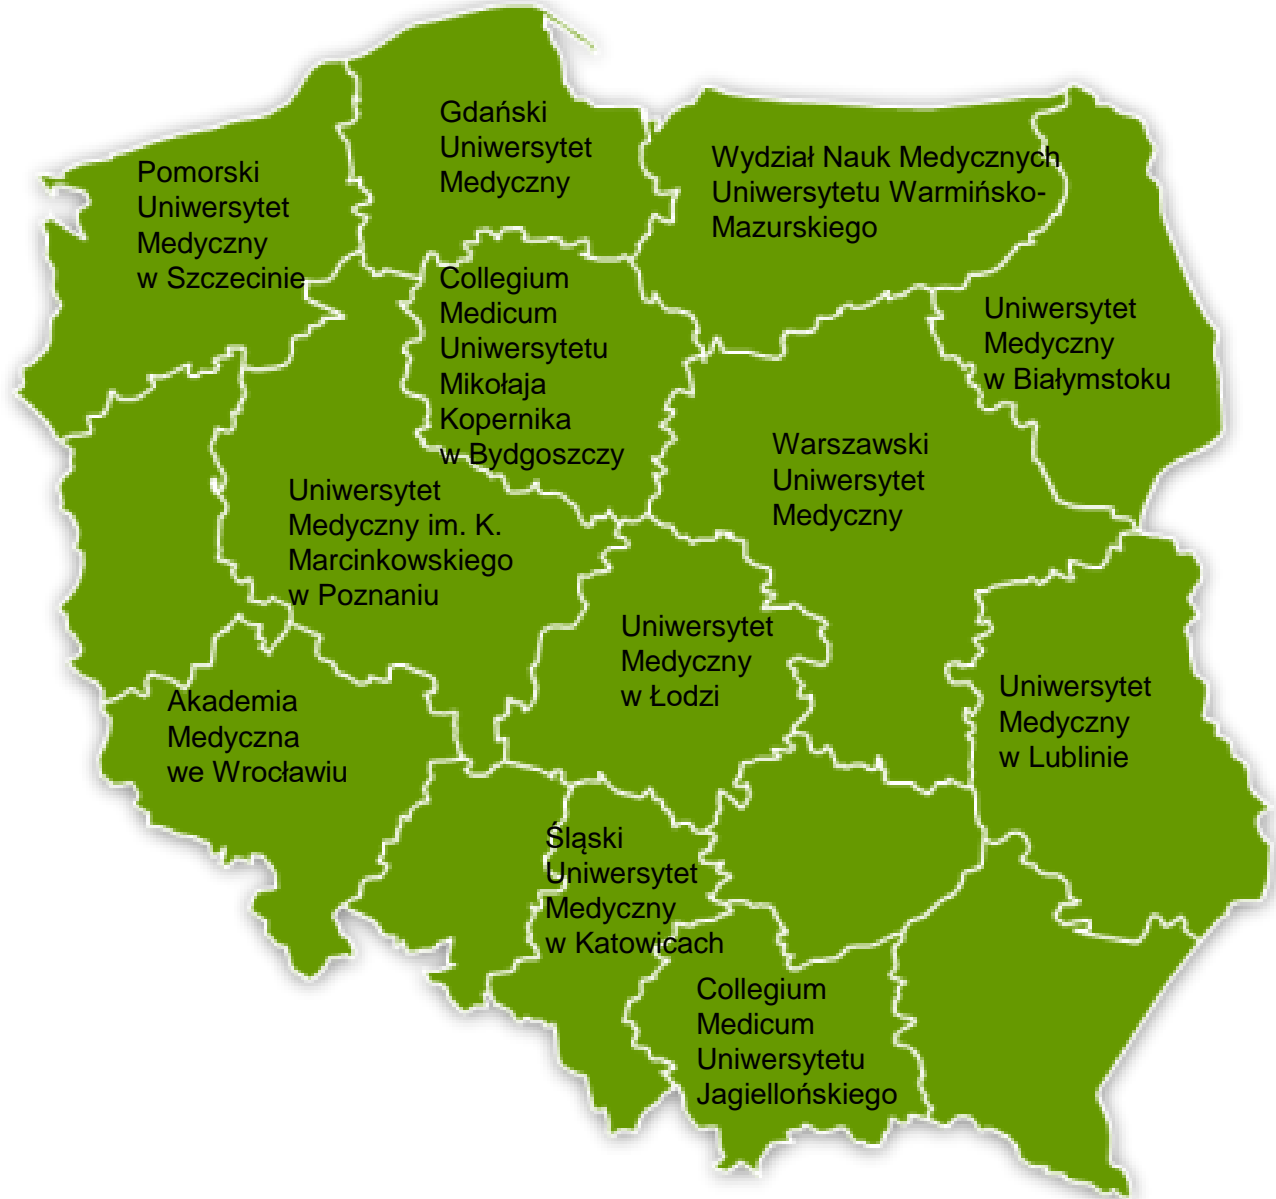 Gdański
Uniwersytet
Medyczny
Pomorski
Uniwersytet
Medyczny
w Szczecinie
Wydział Nauk Medycznych
Uniwersytetu Warmińsko-
Mazurskiego
Collegium
Medicum
Uniwersytetu
Mikołaja
Kopernika
w Bydgoszczy
Uniwersytet
Medyczny
w Białymstoku
Warszawski
Uniwersytet
Medyczny
Uniwersytet
Medyczny im. K.
Marcinkowskiego
w Poznaniu
Uniwersytet
Medyczny
w Łodzi
Uniwersytet
Medyczny
w Lublinie
Akademia
Medyczna
we Wrocławiu
Śląski
Uniwersytet
Medyczny
w Katowicach
Collegium
Medicum
Uniwersytetu
Jagiellońskiego